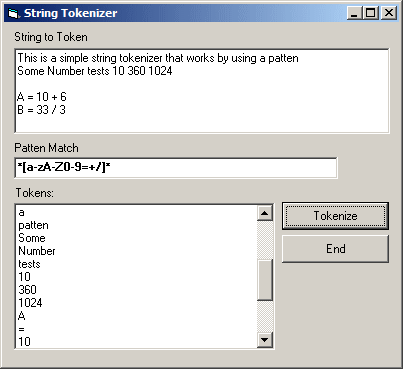 String Tokenizer
String to Token
This is a simple string tokenizer that works by using a patten
Some Number tests 10 360 1024
A = 10 + 6
B = 33 / 3
Patten Match
*[a-zA-Z0-9=+/]*
Tokens:
a
patten
Some
Number
tests
10
360
1024
A
=
10
Tokenize
End